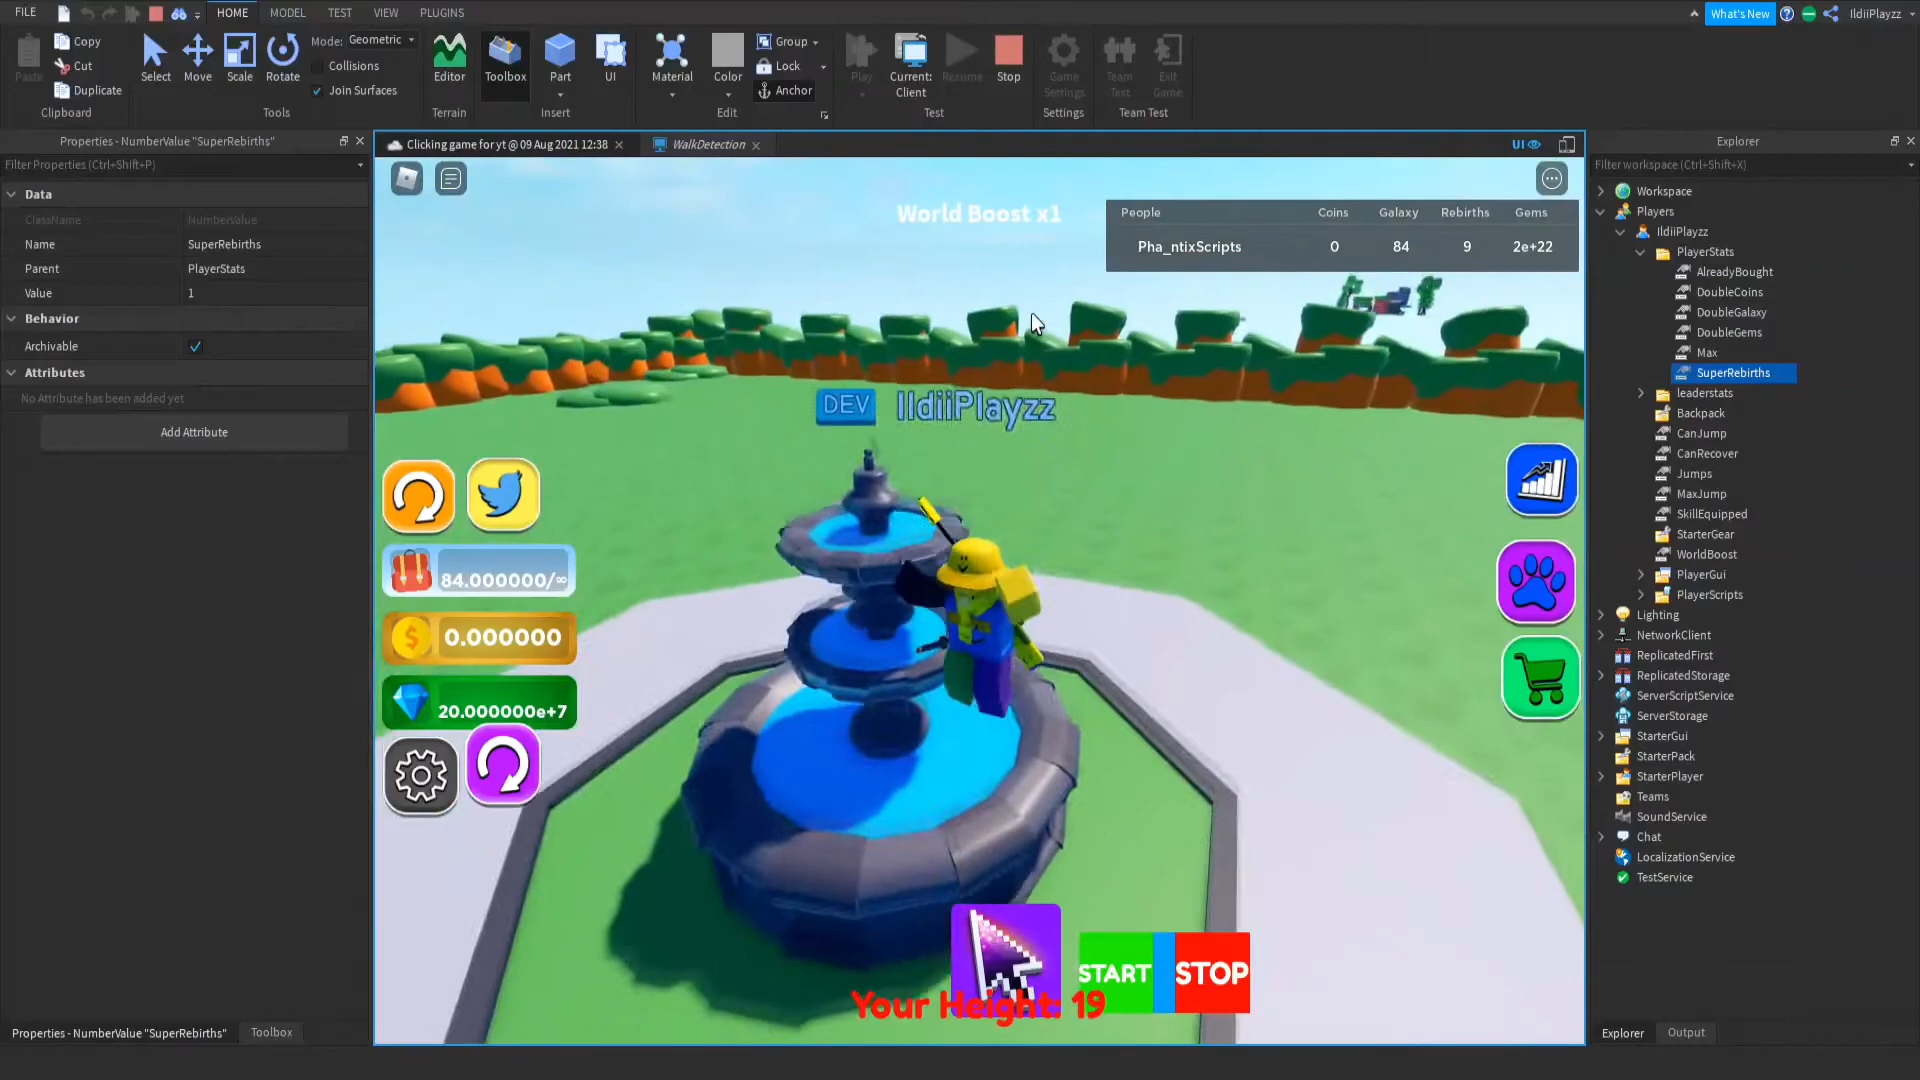 FILE HOME MODEL TEST VIEW PLUGINS What's New IldiiPlayzz
Paste Copy Cut Duplicate Clipboard
Select Move Scale Rotate Mode: Geometric Collisions Join Surfaces Tools
Editor Terrain
Toolbox Part UI Insert
Material Color Group Lock Anchor Edit
Play Current: Client Resume Stop Test
Game Settings Settings
Team Test Exit Game Team Test
Properties - NumberValue "SuperRebirths"
Filter Properties (Ctrl+Shift+P)
Data
ClassName NumberValue
Name SuperRebirths
Parent PlayerStats
Value 1
Behavior
Archivable
Attributes
No Attribute has been added yet
Add Attribute
Properties - NumberValue "SuperRebirths" Toolbox
Clicking game for yt @ 09 Aug 2021 12:38 WalkDetection UI
World Boost x1
People Coins Galaxy Rebirths Gems
Pha_ntixScripts 0 84 9 2e+22
DEV IldiiPlayzz
84.000000/∞
0.000000
20.000000e+7
START STOP
Your Height: 19
Explorer
Filter workspace (Ctrl+Shift+X)
Workspace
Players
IldiiPlayzz
PlayerStats
AlreadyBought
DoubleCoins
DoubleGalaxy
DoubleGems
Max
SuperRebirths
leaderstats
Backpack
CanJump
CanRecover
Jumps
MaxJump
SkillEquipped
StarterGear
WorldBoost
PlayerGui
PlayerScripts
Lighting
NetworkClient
ReplicatedFirst
ReplicatedStorage
ServerScriptService
ServerStorage
StarterGui
StarterPack
StarterPlayer
Teams
SoundService
Chat
LocalizationService
TestService
Explorer Output